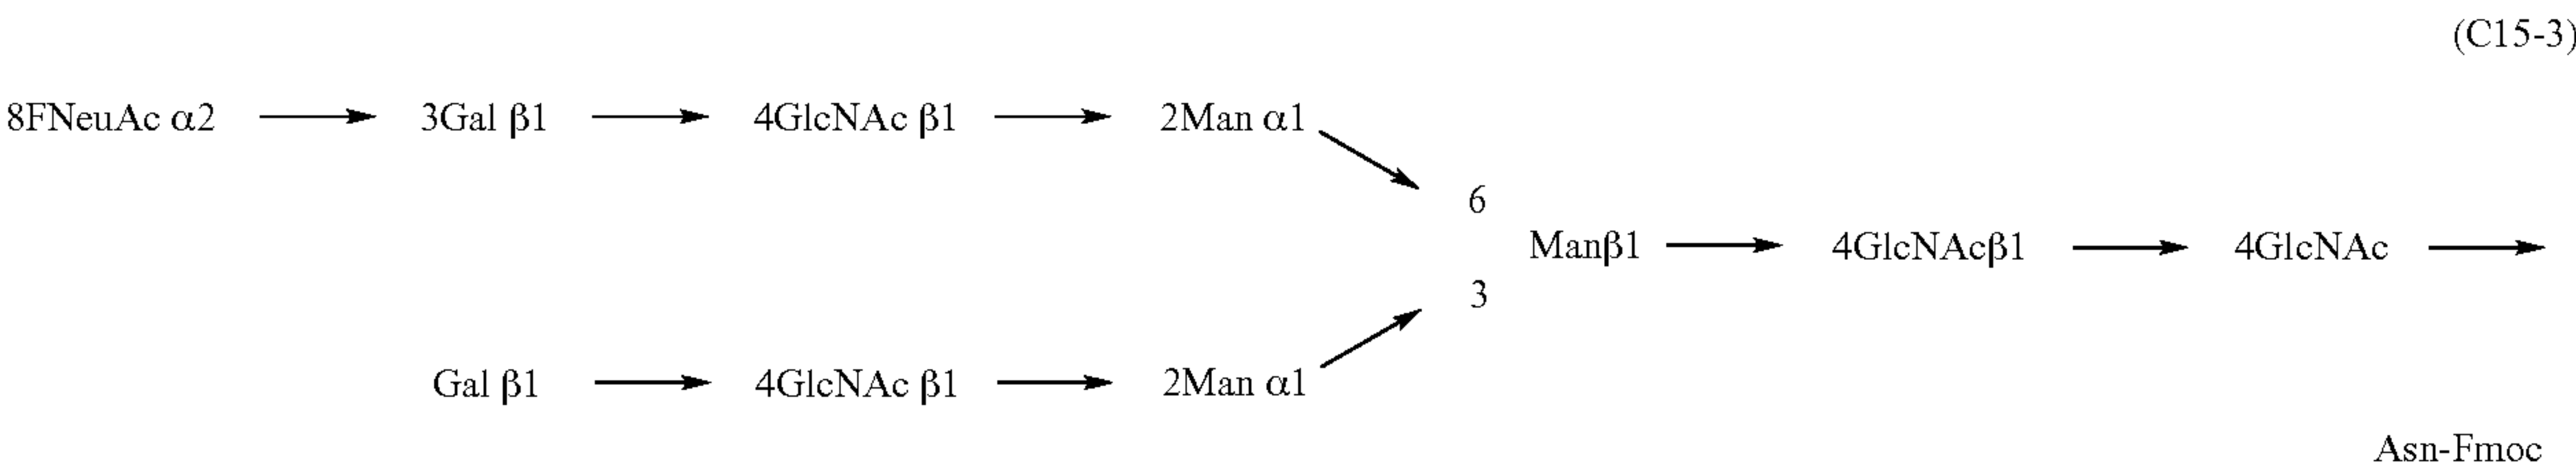 (C15-3)
8FNeuAc α2 → 3Gal β1 → 4GlcNAc β1 → 2Man α1
6
Manβ1 → 4GlcNAcβ1 → 4GlcNAc →
3
Gal β1 → 4GlcNAc β1 → 2Man α1
Asn-Fmoc